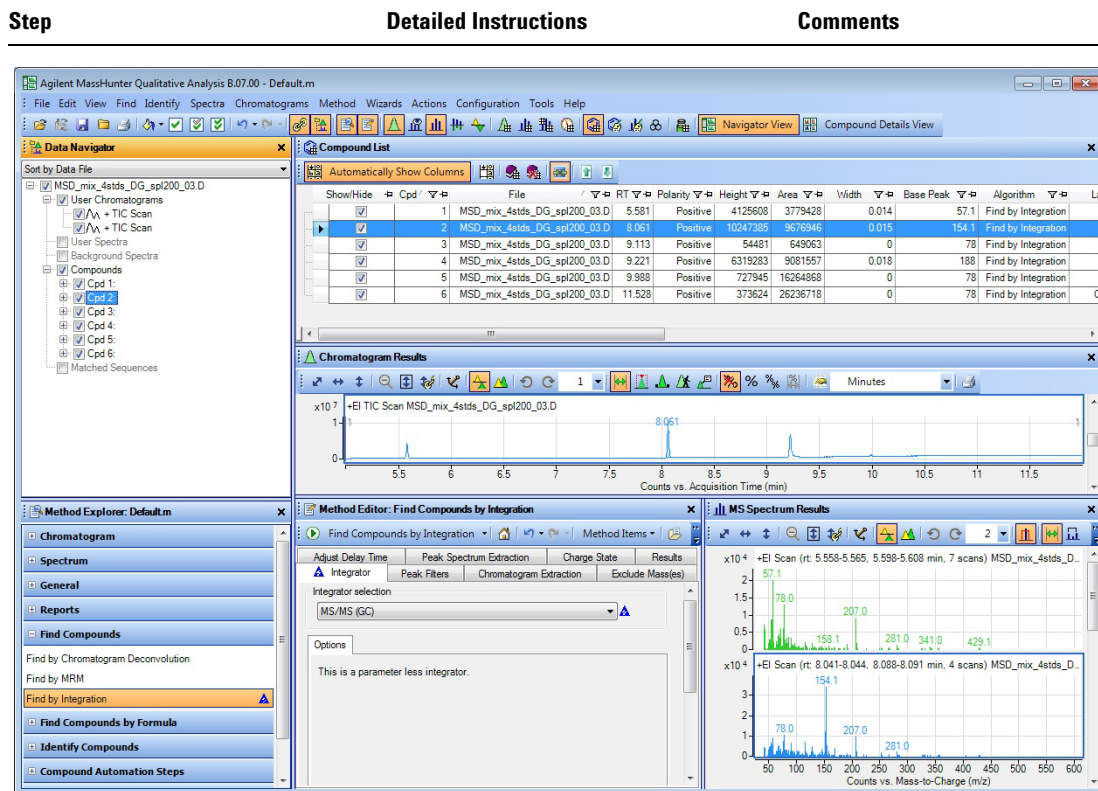 Step Detailed Instructions Comments
Agilent MassHunter Qualitative Analysis B.07.00 - Default.m
File Edit View Find Identify Spectra Chromatograms Method Wizards Actions Configuration Tools Help
Navigator View Compound Details View
Data Navigator
Sort by Data File
MSD_mix_4stds_DG_spl200_03.D
User Chromatograms
+ TIC Scan
+ TIC Scan
User Spectra
Background Spectra
Compounds
Cpd 1:
Cpd 2:
Cpd 3:
Cpd 4:
Cpd 5:
Cpd 6:
Matched Sequences
Compound List
Automatically Show Columns
Show/Hide Cpd File RT Polarity Height Area Width Base Peak Algorithm
1 MSD_mix_4stds_DG_spl200_03.D 5.581 Positive 4125608 3779428 0.014 57.1 Find by Integration
2 MSD_mix_4stds_DG_spl200_03.D 8.061 Positive 10247385 9676946 0.015 154.1 Find by Integration
3 MSD_mix_4stds_DG_spl200_03.D 9.113 Positive 54481 649063 0 78 Find by Integration
4 MSD_mix_4stds_DG_spl200_03.D 9.221 Positive 6319283 9081557 0.018 188 Find by Integration
5 MSD_mix_4stds_DG_spl200_03.D 9.988 Positive 727945 16264868 0 78 Find by Integration
6 MSD_mix_4stds_DG_spl200_03.D 11.528 Positive 373624 26236718 0 78 Find by Integration
Chromatogram Results
1 Minutes
x10 7 +EI TIC Scan MSD_mix_4stds_DG_spl200_03.D
1 1 8.061 1
0
5.5 6 6.5 7 7.5 8 8.5 9 9.5 10 10.5 11 11.5
Counts vs. Acquisition Time (min)
Method Explorer: Default.m
Chromatogram
Spectrum
General
Reports
Find Compounds
Find by Chromatogram Deconvolution
Find by MRM
Find by Integration
Find Compounds by Formula
Identify Compounds
Compound Automation Steps
Method Editor: Find Compounds by Integration
Find Compounds by Integration Method Items
Adjust Delay Time Peak Spectrum Extraction Charge State Results
Integrator Peak Filters Chromatogram Extraction Exclude Mass(es)
Integrator selection
MS/MS (GC)
Options
This is a parameter less integrator.
MS Spectrum Results
2
x10 4 +EI Scan (rt: 5.558-5.565, 5.598-5.608 min, 7 scans) MSD_mix_4stds_D...
2 57.1
1.5 78.0
1 207.0
0.5 158.1 281.0 341.0 429.1
0
x10 4 +EI Scan (rt: 8.041-8.044, 8.088-8.091 min, 4 scans) MSD_mix_4stds_D...
154.1
3
2
1 78.0 207.0
281.0
0
50 100 150 200 250 300 350 400 450 500 550 600
Counts vs. Mass-to-Charge (m/z)